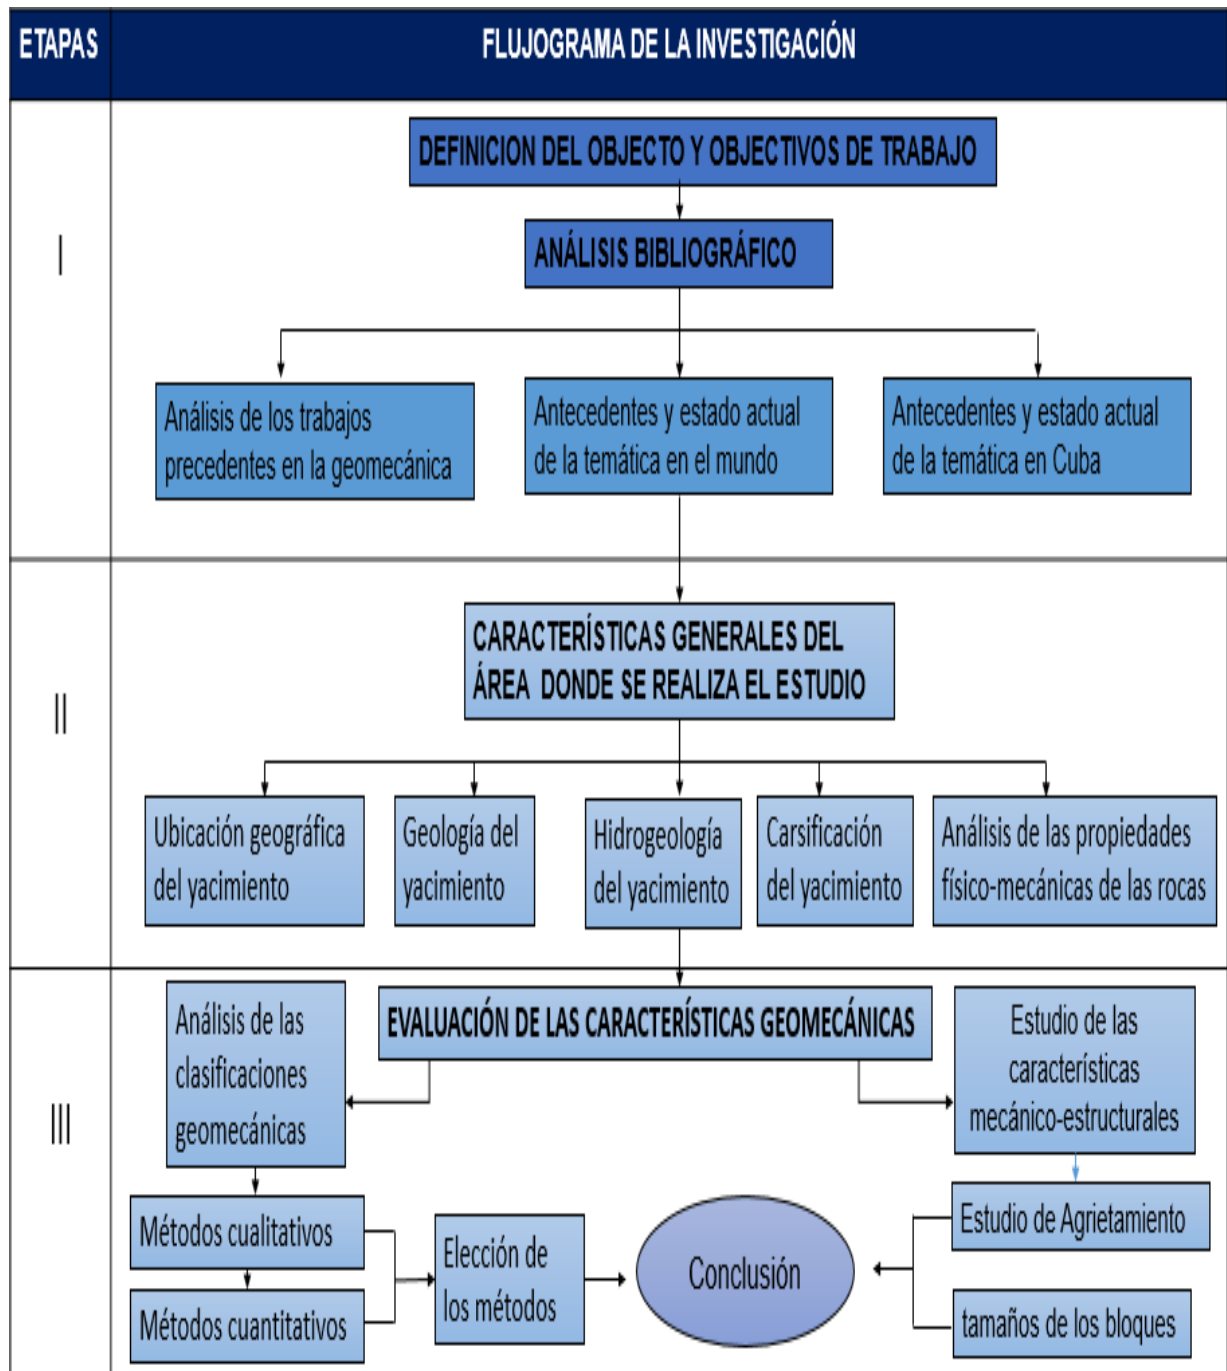 ETAPAS
FLUJOGRAMA DE LA INVESTIGACIÓN
I
DEFINICION DEL OBJECTO Y OBJECTIVOS DE TRABAJO
ANÁLISIS BIBLIOGRÁFICO
Análisis de los trabajos
precedentes en la geomecánica
Antecedentes y estado actual
de la temática en el mundo
Antecedentes y estado actual
de la temática en Cuba
II
CARACTERÍSTICAS GENERALES DEL
ÁREA DONDE SE REALIZA EL ESTUDIO
Ubicación geográfica
del yacimiento
Geología del
yacimiento
Hidrogeología
del yacimiento
Carsificación
del yacimiento
Análisis de las propiedades
físico-mecánicas de las rocas
III
EVALUACIÓN DE LAS CARACTERÍSTICAS GEOMECÁNICAS
Análisis de las
clasificaciones
geomecánicas
Estudio de las
características
mecánico-estructurales
Métodos cualitativos
Métodos cuantitativos
Elección de
los métodos
Conclusión
Estudio de Agrietamiento
tamaños de los bloques